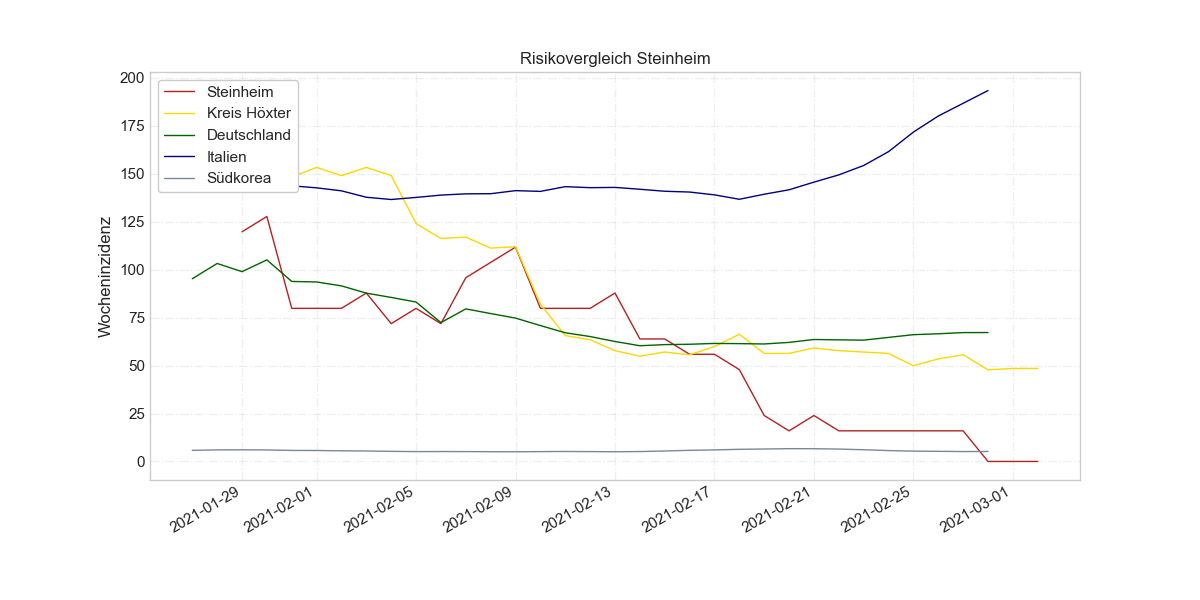 Risikovergleich Steinheim
Wocheninzidenz
200
175
150
125
100
75
50
25
0
Steinheim
Kreis Höxter
Deutschland
Italien
Südkorea
2021-01-29
2021-02-01
2021-02-05
2021-02-09
2021-02-13
2021-02-17
2021-02-21
2021-02-25
2021-03-01